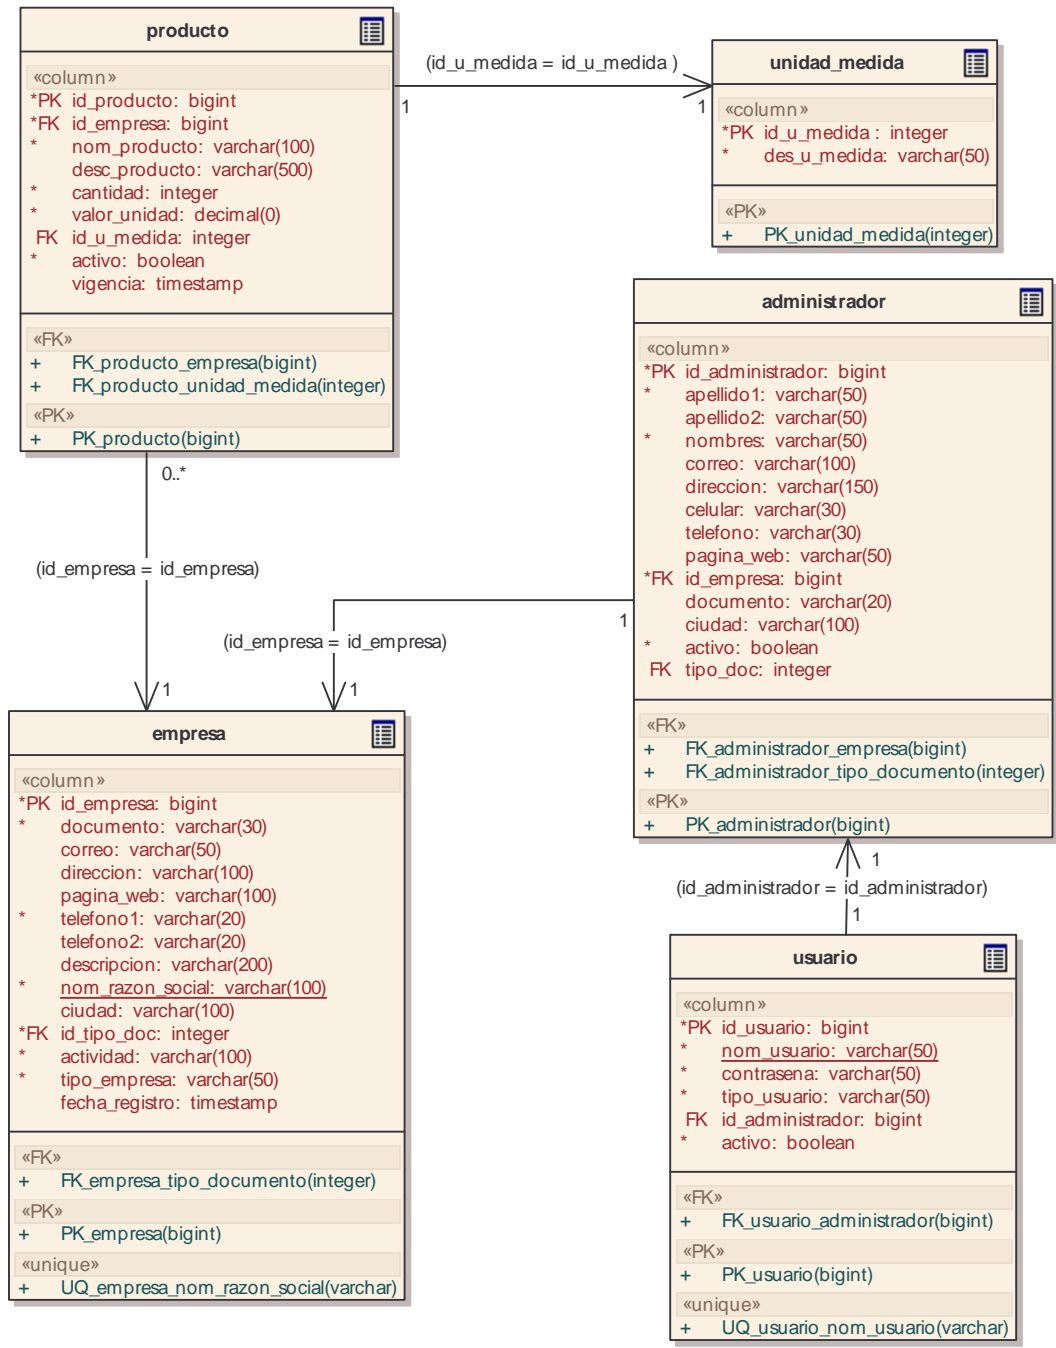 producto
«column»
*PK id_producto: bigint
*FK id_empresa: bigint
* nom_producto: varchar(100)
desc_producto: varchar(500)
* cantidad: integer
* valor_unidad: decimal(0)
FK id_u_medida: integer
* activo: boolean
vigencia: timestamp
«FK»
+ FK_producto_empresa(bigint)
+ FK_producto_unidad_medida(integer)
«PK»
+ PK_producto(bigint)
(id_u_medida = id_u_medida )
1
1
unidad_medida
«column»
*PK id_u_medida : integer
* des_u_medida: varchar(50)
«PK»
+ PK_unidad_medida(integer)
administrador
«column»
*PK id_administrador: bigint
* apellido1: varchar(50)
apellido2: varchar(50)
* nombres: varchar(50)
correo: varchar(100)
direccion: varchar(150)
celular: varchar(30)
telefono: varchar(30)
pagina_web: varchar(50)
*FK id_empresa: bigint
documento: varchar(20)
ciudad: varchar(100)
* activo: boolean
FK tipo_doc: integer
«FK»
+ FK_administrador_empresa(bigint)
+ FK_administrador_tipo_documento(integer)
«PK»
+ PK_administrador(bigint)
0..*
(id_empresa = id_empresa)
1
1
(id_empresa = id_empresa)
1
empresa
«column»
*PK id_empresa: bigint
* documento: varchar(30)
correo: varchar(50)
direccion: varchar(100)
pagina_web: varchar(100)
* telefono1: varchar(20)
telefono2: varchar(20)
descripcion: varchar(200)
* nom_razon_social: varchar(100)
ciudad: varchar(100)
*FK id_tipo_doc: integer
* actividad: varchar(100)
* tipo_empresa: varchar(50)
fecha_registro: timestamp
«FK»
+ FK_empresa_tipo_documento(integer)
«PK»
+ PK_empresa(bigint)
«unique»
+ UQ_empresa_nom_razon_social(varchar)
1
(id_administrador = id_administrador)
1
usuario
«column»
*PK id_usuario: bigint
* nom_usuario: varchar(50)
* contrasena: varchar(50)
* tipo_usuario: varchar(50)
FK id_administrador: bigint
* activo: boolean
«FK»
+ FK_usuario_administrador(bigint)
«PK»
+ PK_usuario(bigint)
«unique»
+ UQ_usuario_nom_usuario(varchar)